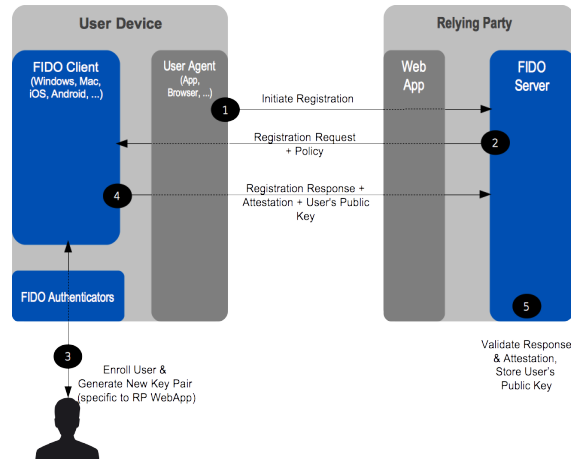 User Device
Relying Party
FIDO Client
(Windows, Mac,
iOS, Android, ...)
User Agent
(App,
Browser, ...)
Web
App
FIDO
Server
1
Initiate Registration
2
Registration Request
+ Policy
4
Registration Response +
Attestation + User's Public
Key
FIDO Authenticators
5
Validate Response
& Attestation,
Store User's
Public Key
3
Enroll User &
Generate New Key Pair
(specific to RP WebApp)